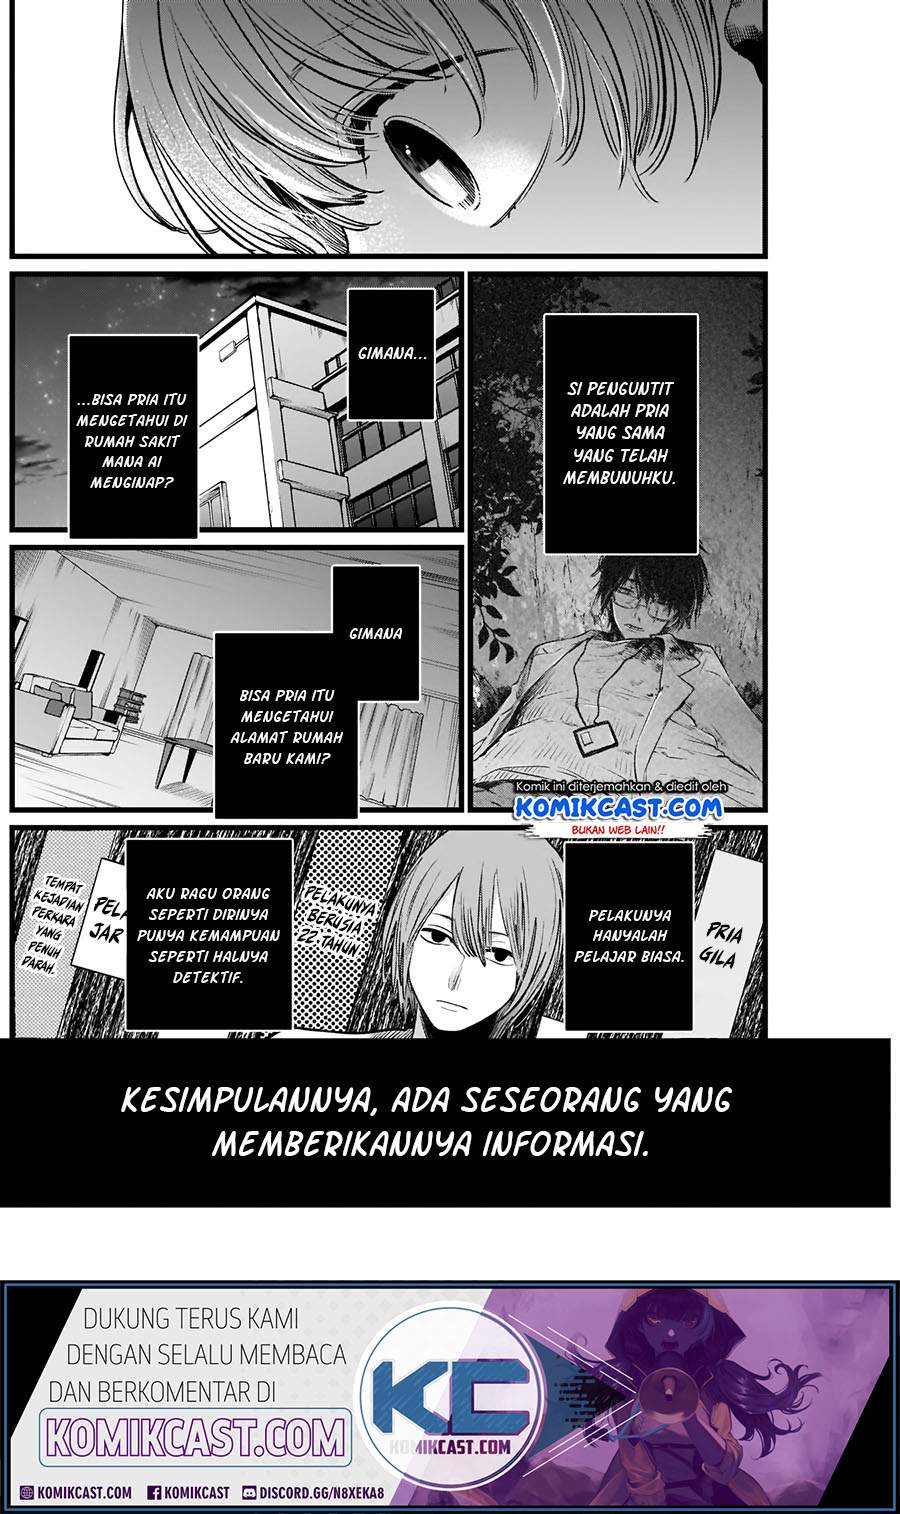 SI PENGUNTIT
ADALAH PRIA
YANG SAMA
YANG TELAH
MEMBUNUHKU.
GIMANA...
...BISA PRIA ITU
MENGETAHUI DI
RUMAH SAKIT
MANA AI
MENGINAP?
GIMANA
BISA PRIA ITU
MENGETAHUI
ALAMAT RUMAH
BARU KAMI?
Komik ini diterjemahkan & diedit oleh
KOMIKCAST.COM
BUKAN WEB LAIN!!
PRIA
GILA
PELAKUNYA
HANYALAH
PELAJAR BIASA.
PELAKUNYA
BERUSIA
22 TAHUN
AKU RAGU ORANG
SEPERTI DIRINYA
PUNYA KEMAMPUAN
SEPERTI HALNYA
DETEKTIF.
PELA
JAR
TEMPAT
KEJADIAN
PERKARA
YANG
PENUH
DARAH.
KESIMPULANNYA, ADA SESEORANG YANG
MEMBERIKANNYA INFORMASI.
DUKUNG TERUS KAMI
DENGAN SELALU MEMBACA
DAN BERKOMENTAR DI
KOMIKCAST.COM
KC
KOMIKCAST.COM
KOMIKCAST.COM
KOMIKCAST
DISCORD.GG/N8XEKA8